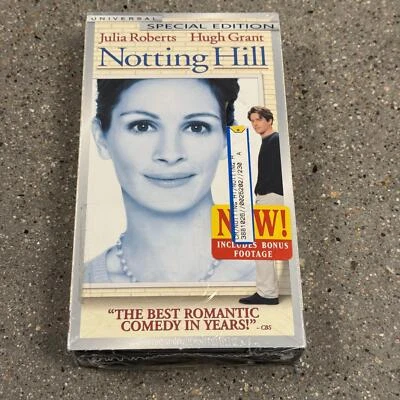 UNIVERSAL
SPECIAL EDITION
Julia Roberts Hugh Grant
Notting Hill
NEW!
INCLUDES BONUS
FOOTAGE
"THE BEST ROMANTIC
COMEDY IN YEARS!"
– CBS